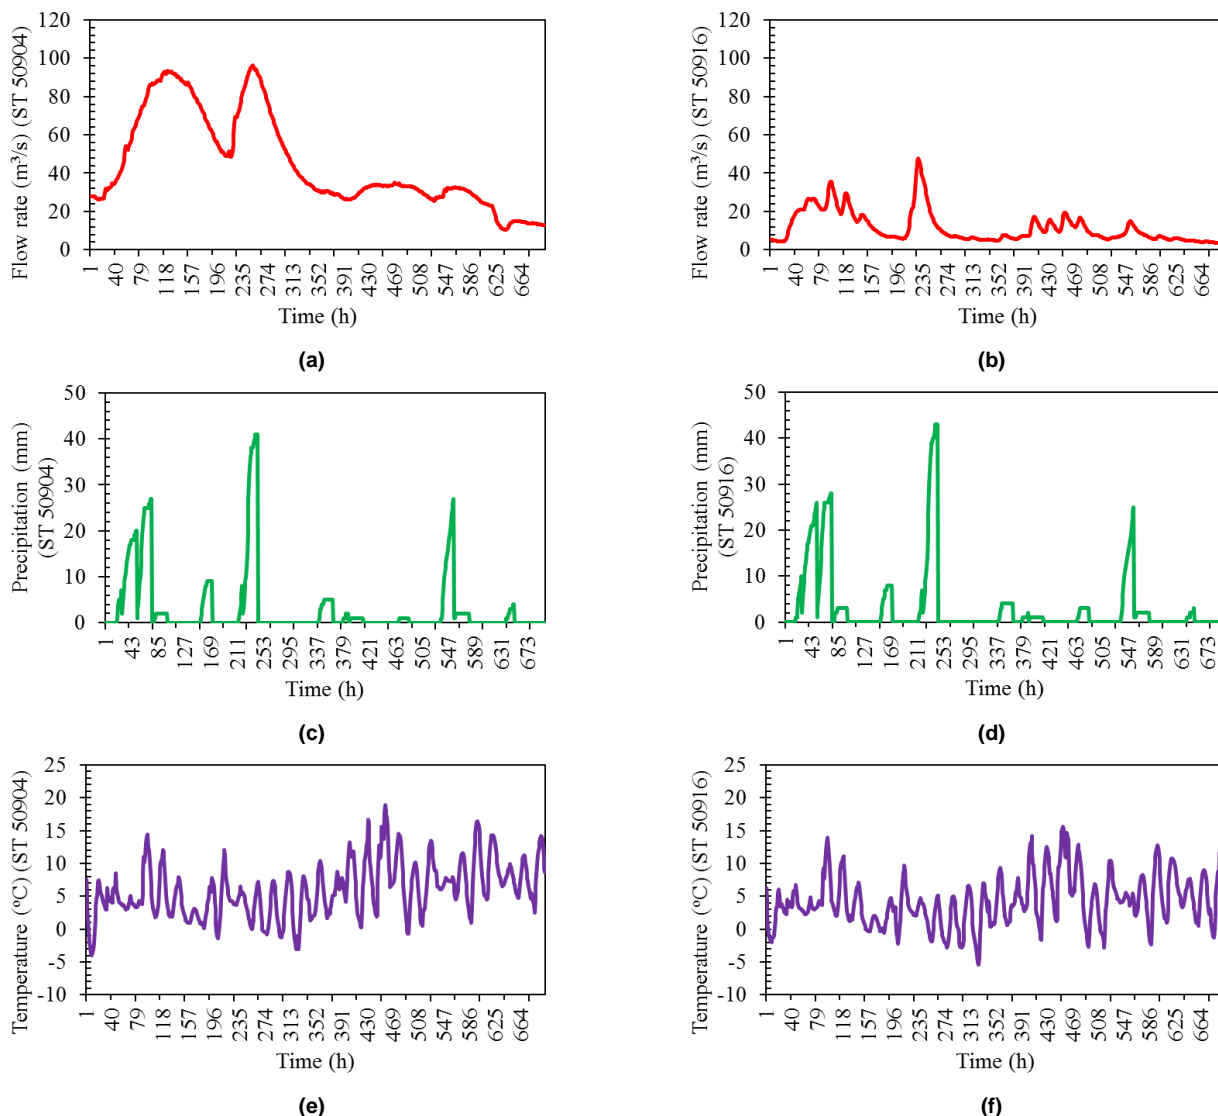 Flow rate (m³/s) (ST 50904)
120
100
80
60
40
20
0
1 40 79 118 157 196 235 274 313 352 391 430 469 508 547 586 625 664
Time (h)
(a)
Flow rate (m³/s) (ST 50916)
120
100
80
60
40
20
0
1 40 79 118 157 196 235 274 313 352 391 430 469 508 547 586 625 664
Time (h)
(b)
Precipitation (mm)
(ST 50904)
50
40
30
20
10
0
1 43 85 127 169 211 253 295 337 379 421 463 505 547 589 631 673
Time (h)
(c)
Precipitation (mm)
(ST 50916)
50
40
30
20
10
0
1 43 85 127 169 211 253 295 337 379 421 463 505 547 589 631 673
Time (h)
(d)
Temperature (°C) (ST 50904)
25
20
15
10
5
0
-5
-10
1 40 79 118 157 196 235 274 313 352 391 430 469 508 547 586 625 664
Time (h)
(e)
Temperature (°C) (ST 50916)
25
20
15
10
5
0
-5
-10
1 40 79 118 157 196 235 274 313 352 391 430 469 508 547 586 625 664
Time (h)
(f)